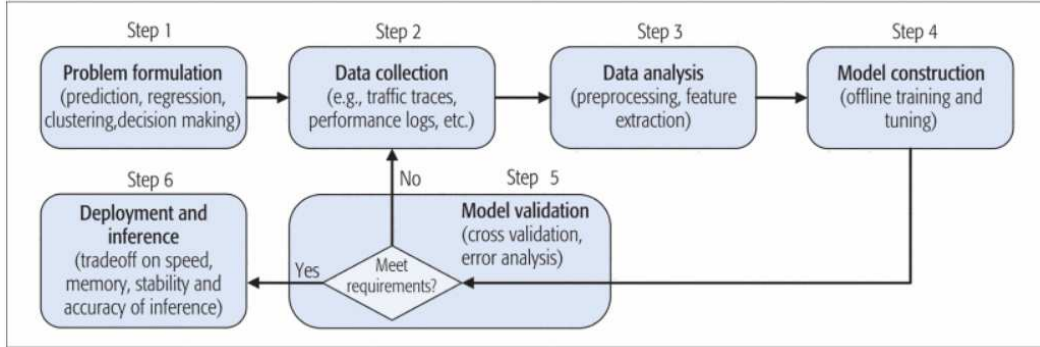 Step 1
Problem formulation
(prediction, regression,
clustering,decision making)
Step 2
Data collection
(e.g., traffic traces,
performance logs, etc.)
Step 3
Data analysis
(preprocessing, feature
extraction)
Step 4
Model construction
(offline training and
tuning)
Step 5
Model validation
(cross validation,
error analysis)
Meet
requirements?
No
Yes
Step 6
Deployment and
inference
(tradeoff on speed,
memory, stability and
accuracy of inference)